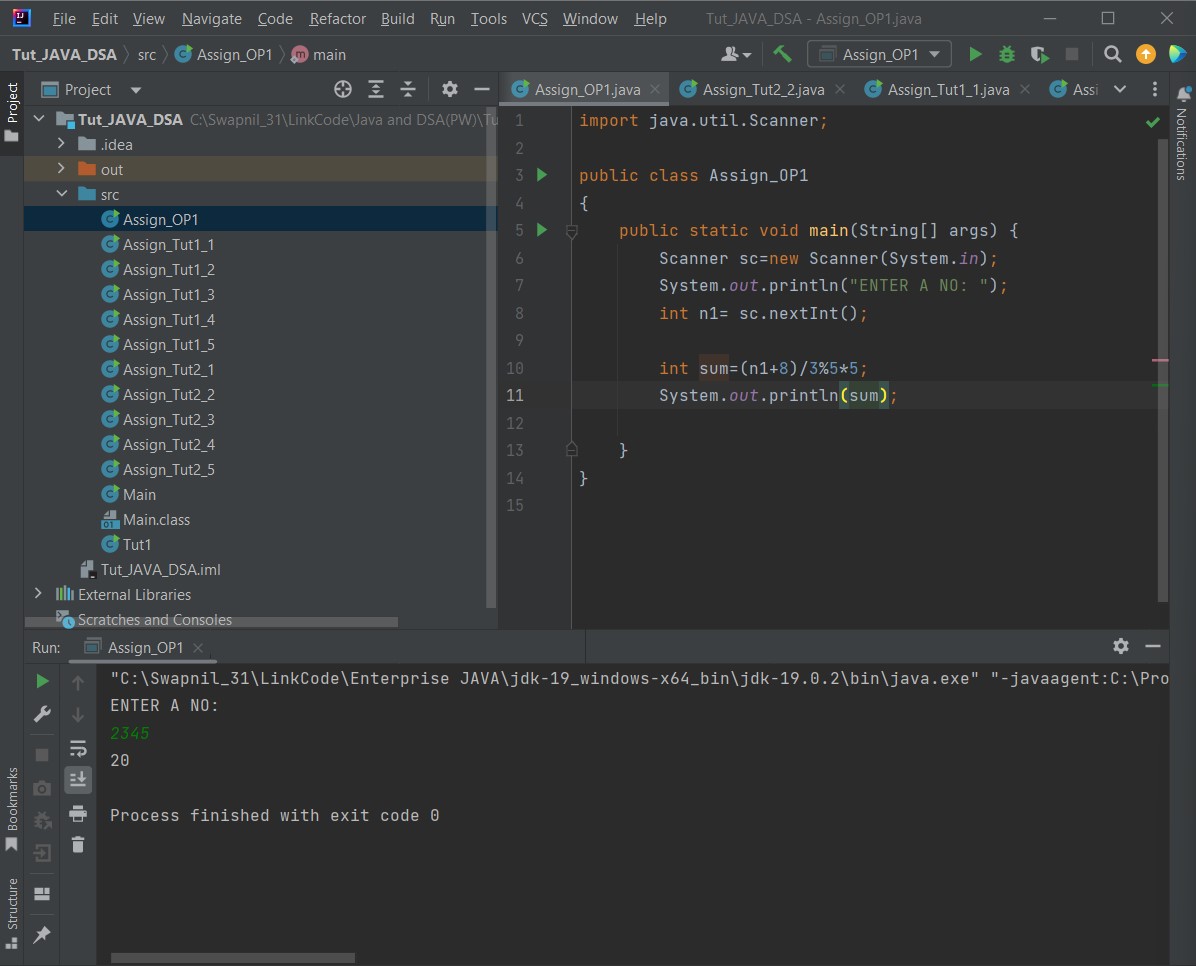 File Edit View Navigate Code Refactor Build Run Tools VCS Window Help Tut_JAVA_DSA - Assign_OP1.java
Tut_JAVA_DSA src Assign_OP1 m main Assign_OP1
Project
Project
Tut_JAVA_DSA C:\Swapnil_31\LinkCode\Java and DSA(PW)\Tu
.idea
out
src
Assign_OP1
Assign_Tut1_1
Assign_Tut1_2
Assign_Tut1_3
Assign_Tut1_4
Assign_Tut1_5
Assign_Tut2_1
Assign_Tut2_2
Assign_Tut2_3
Assign_Tut2_4
Assign_Tut2_5
Main
Main.class
Tut1
Tut_JAVA_DSA.iml
External Libraries
Scratches and Consoles
Assign_OP1.java Assign_Tut2_2.java Assign_Tut1_1.java Assi
1 import java.util.Scanner;
2
3 public class Assign_OP1
4 {
5 public static void main(String[] args) {
6 Scanner sc=new Scanner(System.in);
7 System.out.println("ENTER A NO: ");
8 int n1= sc.nextInt();
9
10 int sum=(n1+8)/3%5*5;
11 System.out.println(sum);
12
13 }
14 }
15
Notifications
Run: Assign_OP1
"C:\Swapnil_31\LinkCode\Enterprise JAVA\jdk-19_windows-x64_bin\jdk-19.0.2\bin\java.exe" "-javaagent:C:\Pro
ENTER A NO:
2345
20
Process finished with exit code 0
Bookmarks
Structure